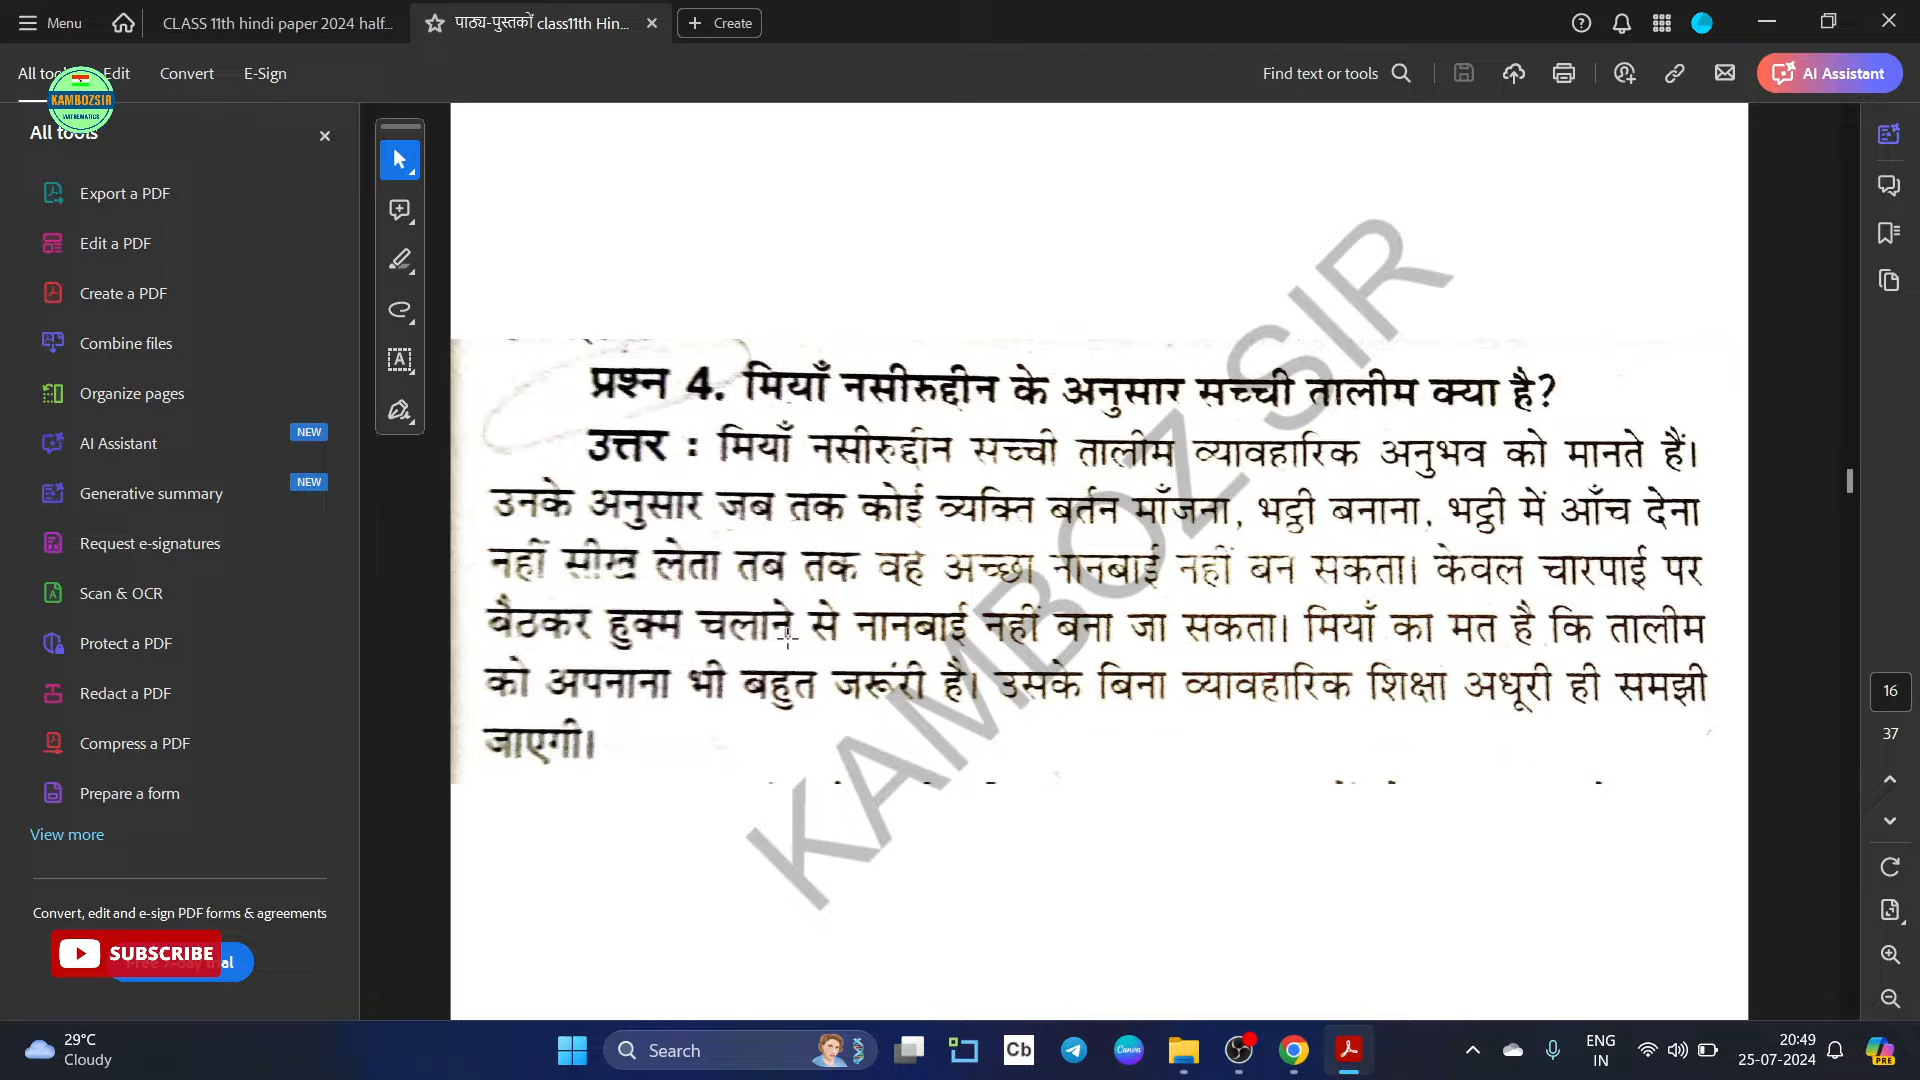 Menu
CLASS 11th hindi paper 2024 half...
पाठ्य-पुस्तकों class11th Hin...
Create
All tools
Edit
Convert
E-Sign
Find text or tools
AI Assistant
KAMBOZSIR
MATHEMATICS
All tools
Export a PDF
Edit a PDF
Create a PDF
Combine files
Organize pages
AI Assistant NEW
Generative summary NEW
Request e-signatures
Scan & OCR
Protect a PDF
Redact a PDF
Compress a PDF
Prepare a form
View more
Convert, edit and e-sign PDF forms & agreements
SUBSCRIBE
प्रश्न 4. मियाँ नसीरुद्दीन के अनुसार सच्ची तालीम क्या है?
उत्तर : मियाँ नसीरुद्दीन सच्ची तालीम व्यावहारिक अनुभव को मानते हैं।
उनके अनुसार जब तक कोई व्यक्ति बर्तन माँजना, भट्ठी बनाना, भट्ठी में आँच देना
नहीं सीख लेता तब तक वह अच्छा नानबाई नहीं बन सकता। केवल चारपाई पर
बैठकर हुक्म चलाने से नानबाई नहीं बना जा सकता। मियाँ का मत है कि तालीम
को अपनाना भी बहुत जरूरी है। उसके बिना व्यावहारिक शिक्षा अधूरी ही समझी
जाएगी।
KAMBOZ SIR
16
37
29°C
Cloudy
Search
Cb
Canva
ENG
IN
20:49
25-07-2024
PRE